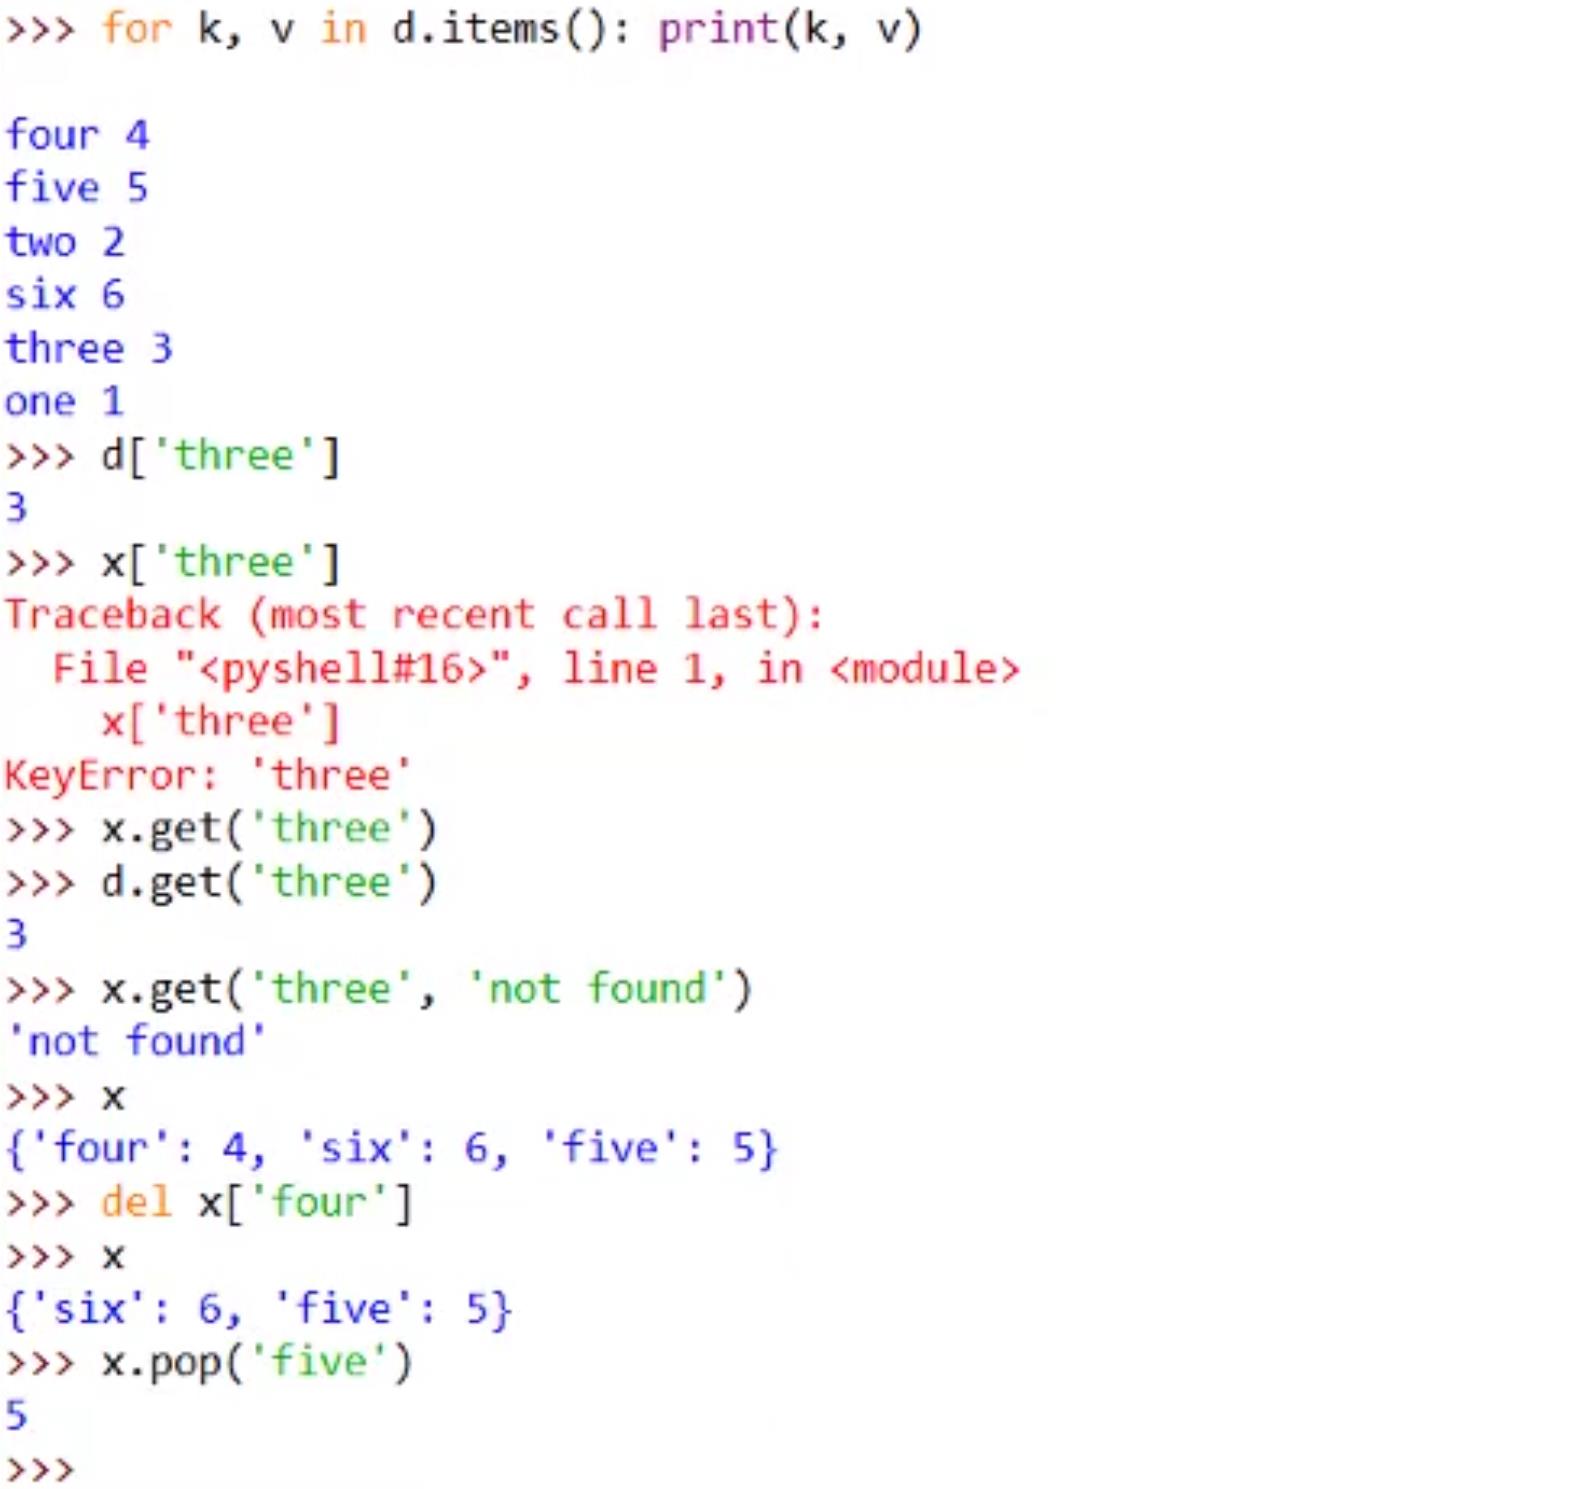 >>> for k, v in d.items(): print(k, v)
four 4
five 5
two 2
six 6
three 3
one 1
>>> d['three']
3
>>> x['three']
Traceback (most recent call last):
  File "<pyshell#16>", line 1, in <module>
    x['three']
KeyError: 'three'
>>> x.get('three')
>>> d.get('three')
3
>>> x.get('three', 'not found')
'not found'
>>> x
{'four': 4, 'six': 6, 'five': 5}
>>> del x['four']
>>> x
{'six': 6, 'five': 5}
>>> x.pop('five')
5
>>>